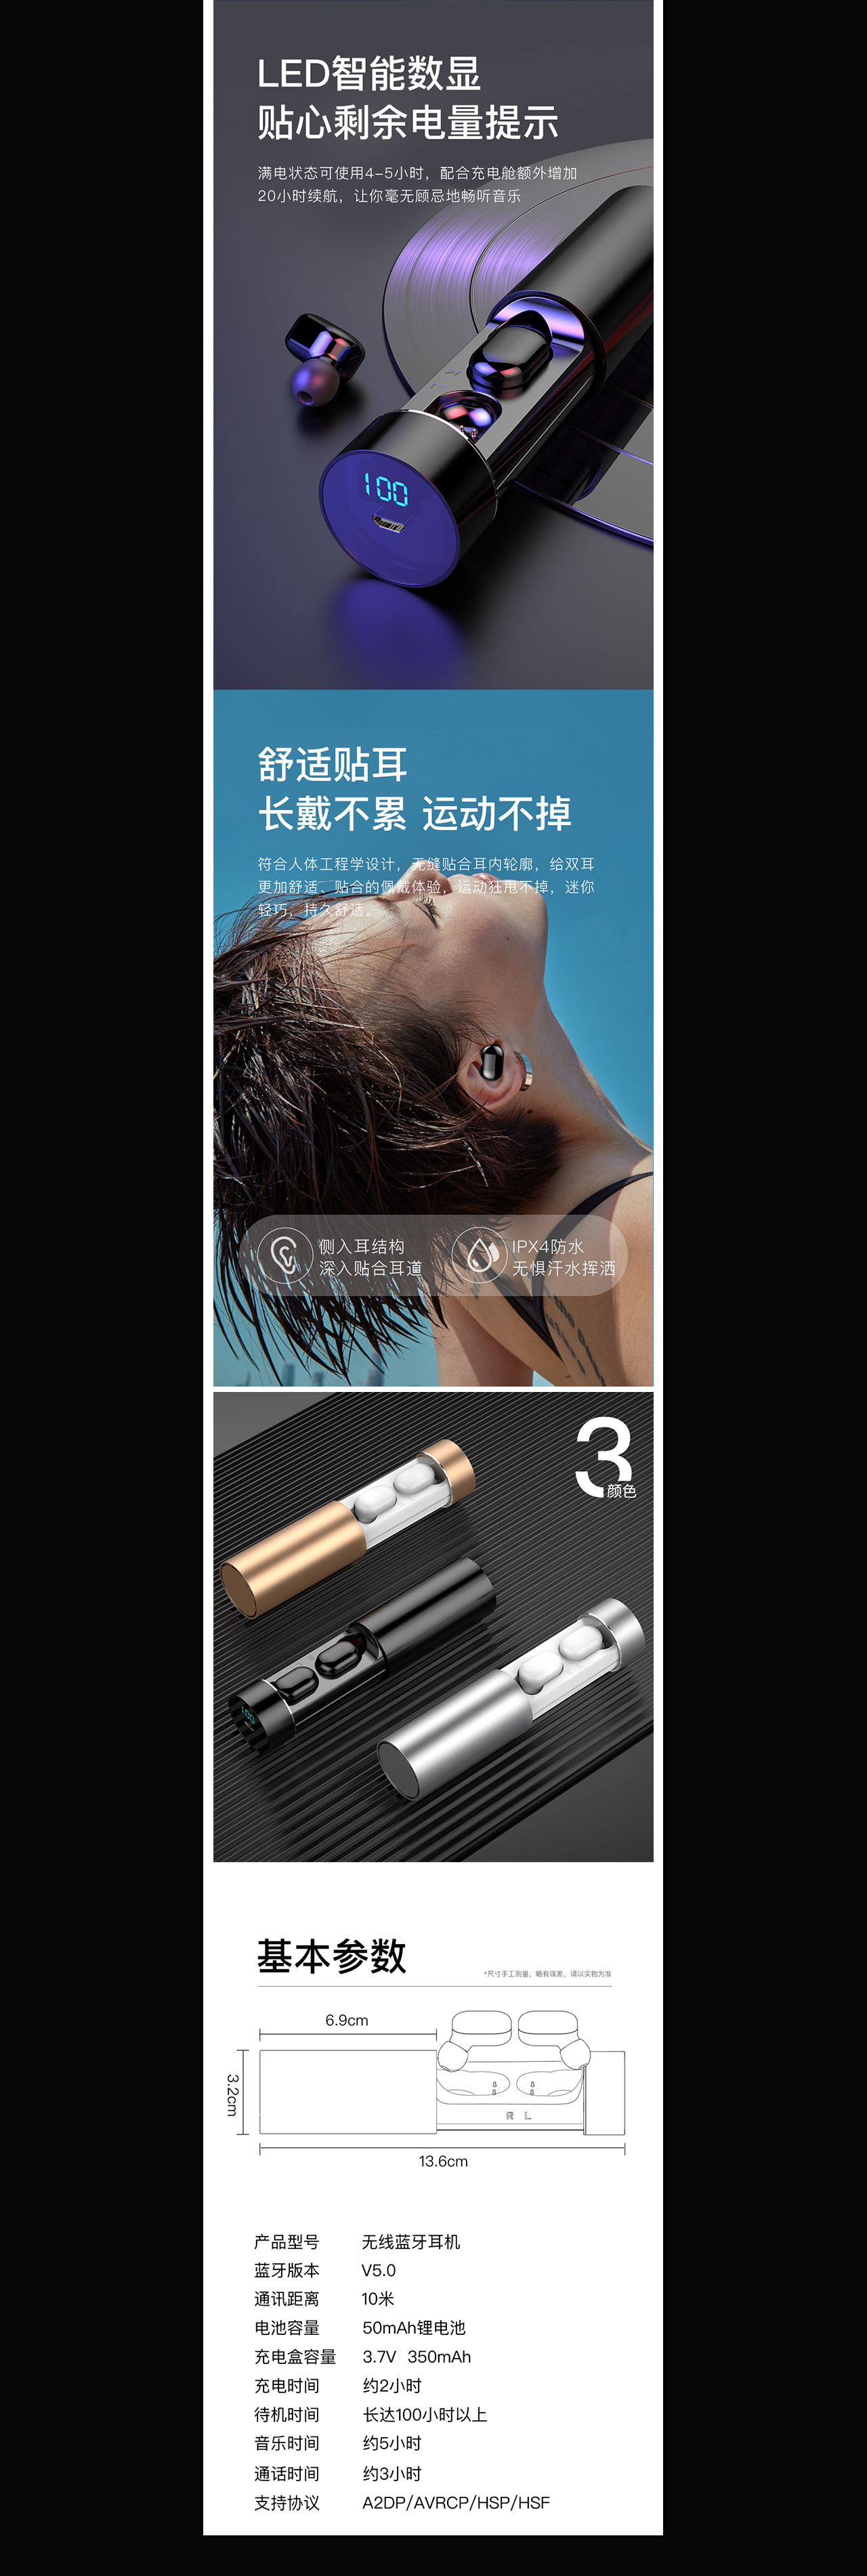 LED智能数显
贴心剩余电量提示
满电状态可使用4-5小时，配合充电舱额外增加
20小时续航，让你毫无顾忌地畅听音乐
100
舒适贴耳
长戴不累 运动不掉
符合人体工程学设计，无缝贴合耳内轮廓，给双耳
更加舒适、贴合的佩戴体验，运动狂甩不掉，迷你
轻巧，持久舒适。
侧入耳结构
深入贴合耳道
IPX4防水
无惧汗水挥洒
3
颜色
100
基本参数
*尺寸手工测量，略有误差，请以实物为准
6.9cm
3.2cm
R L
13.6cm
产品型号 无线蓝牙耳机
蓝牙版本 V5.0
通讯距离 10米
电池容量 50mAh锂电池
充电盒容量 3.7V 350mAh
充电时间 约2小时
待机时间 长达100小时以上
音乐时间 约5小时
通话时间 约3小时
支持协议 A2DP/AVRCP/HSP/HSF